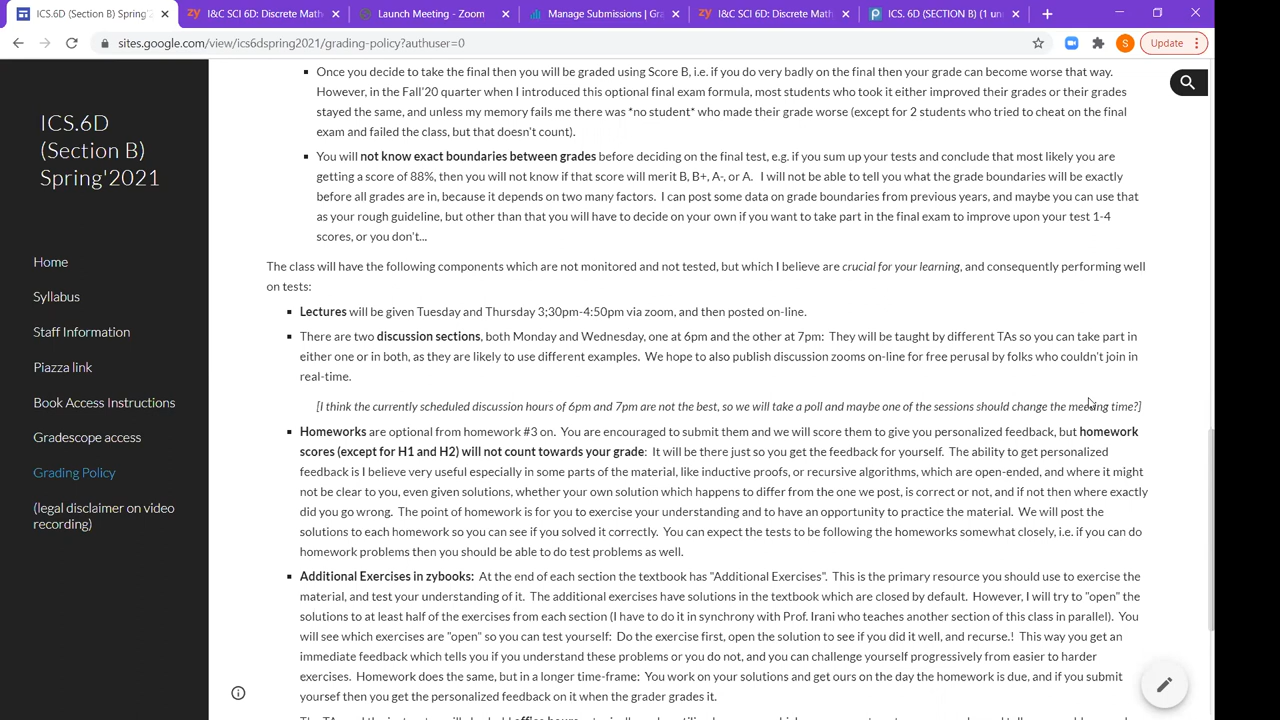 ICS.6D (Section B) Spring'
I&C SCI 6D: Discrete Math
Launch Meeting - Zoom
Manage Submissions | Gra
I&C SCI 6D: Discrete Math
ICS. 6D (SECTION B) (1 un
sites.google.com/view/ics6dspring2021/grading-policy?authuser=0
S
Update
ICS.6D
(Section B)
Spring'2021
Home
Syllabus
Staff Information
Piazza link
Book Access Instructions
Gradescope access
Grading Policy
(legal disclaimer on video
recording)
Once you decide to take the final then you will be graded using Score B, i.e. if you do very badly on the final then your grade can become worse that way.
However, in the Fall'20 quarter when I introduced this optional final exam formula, most students who took it either improved their grades or their grades
stayed the same, and unless my memory fails me there was *no student* who made their grade worse (except for 2 students who tried to cheat on the final
exam and failed the class, but that doesn't count).
You will not know exact boundaries between grades before deciding on the final test, e.g. if you sum up your tests and conclude that most likely you are
getting a score of 88%, then you will not know if that score will merit B, B+, A-, or A. I will not be able to tell you what the grade boundaries will be exactly
before all grades are in, because it depends on two many factors. I can post some data on grade boundaries from previous years, and maybe you can use that
as your rough guideline, but other than that you will have to decide on your own if you want to take part in the final exam to improve upon your test 1-4
scores, or you don't...
The class will have the following components which are not monitored and not tested, but which I believe are crucial for your learning, and consequently performing well
on tests:
Lectures will be given Tuesday and Thursday 3;30pm-4:50pm via zoom, and then posted on-line.
There are two discussion sections, both Monday and Wednesday, one at 6pm and the other at 7pm: They will be taught by different TAs so you can take part in
either one or in both, as they are likely to use different examples. We hope to also publish discussion zooms on-line for free perusal by folks who couldn't join in
real-time.
[I think the currently scheduled discussion hours of 6pm and 7pm are not the best, so we will take a poll and maybe one of the sessions should change the meeting time?]
Homeworks are optional from homework #3 on. You are encouraged to submit them and we will score them to give you personalized feedback, but homework
scores (except for H1 and H2) will not count towards your grade: It will be there just so you get the feedback for yourself. The ability to get personalized
feedback is I believe very useful especially in some parts of the material, like inductive proofs, or recursive algorithms, which are open-ended, and where it might
not be clear to you, even given solutions, whether your own solution which happens to differ from the one we post, is correct or not, and if not then where exactly
did you go wrong. The point of homework is for you to exercise your understanding and to have an opportunity to practice the material. We will post the
solutions to each homework so you can see if you solved it correctly. You can expect the tests to be following the homeworks somewhat closely, i.e. if you can do
homework problems then you should be able to do test problems as well.
Additional Exercises in zybooks: At the end of each section the textbook has "Additional Exercises". This is the primary resource you should use to exercise the
material, and test your understanding of it. The additional exercises have solutions in the textbook which are closed by default. However, I will try to "open" the
solutions to at least half of the exercises from each section (I have to do it in synchrony with Prof. Irani who teaches another section of this class in parallel). You
will see which exercises are "open" so you can test yourself: Do the exercise first, open the solution to see if you did it well, and recurse.! This way you get an
immediate feedback which tells you if you understand these problems or you do not, and you can challenge yourself progressively from easier to harder
exercises. Homework does the same, but in a longer time-frame: You work on your solutions and get ours on the day the homework is due, and if you submit
yoursef then you get the personalized feedback on it when the grader grades it.